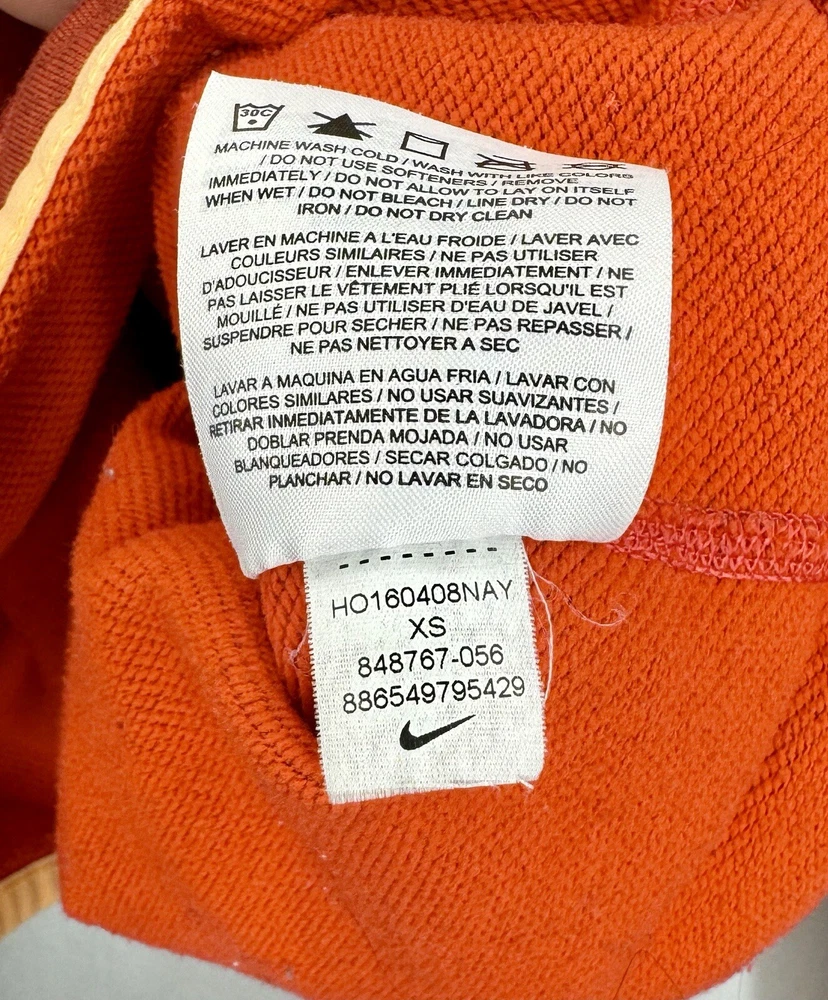 30C
MACHINE WASH COLD / WASH WITH LIKE COLORS
/ DO NOT USE SOFTENERS / REMOVE
IMMEDIATELY / DO NOT ALLOW TO LAY ON ITSELF
WHEN WET / DO NOT BLEACH / LINE DRY / DO NOT
IRON / DO NOT DRY CLEAN
LAVER EN MACHINE A L'EAU FROIDE / LAVER AVEC
COULEURS SIMILAIRES / NE PAS UTILISER
D'ADOUCISSEUR / ENLEVER IMMEDIATEMENT / NE
PAS LAISSER LE VÊTEMENT PLIÉ LORSQU'IL EST
MOUILLÉ / NE PAS UTILISER D'EAU DE JAVEL /
SUSPENDRE POUR SECHER / NE PAS REPASSER /
NE PAS NETTOYER A SEC
LAVAR A MAQUINA EN AGUA FRIA / LAVAR CON
COLORES SIMILARES / NO USAR SUAVIZANTES /
RETIRAR INMEDIATAMENTE DE LA LAVADORA / NO
DOBLAR PRENDA MOJADA / NO USAR
BLANQUEADORES / SECAR COLGADO / NO
PLANCHAR / NO LAVAR EN SECO
HO160408NAY
XS
848767-056
886549795429